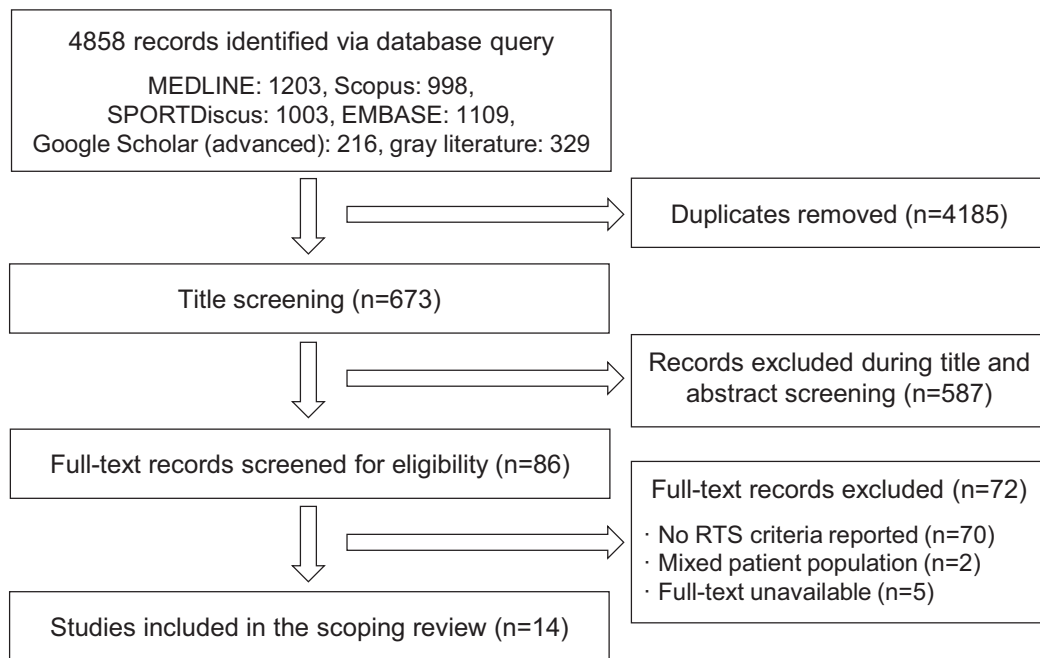 4858 records identified via database query
MEDLINE: 1203, Scopus: 998,
SPORTDiscus: 1003, EMBASE: 1109,
Google Scholar (advanced): 216, gray literature: 329
Duplicates removed (n=4185)
Title screening (n=673)
Records excluded during title and
abstract screening (n=587)
Full-text records screened for eligibility (n=86)
Full-text records excluded (n=72)
· No RTS criteria reported (n=70)
· Mixed patient population (n=2)
· Full-text unavailable (n=5)
Studies included in the scoping review (n=14)